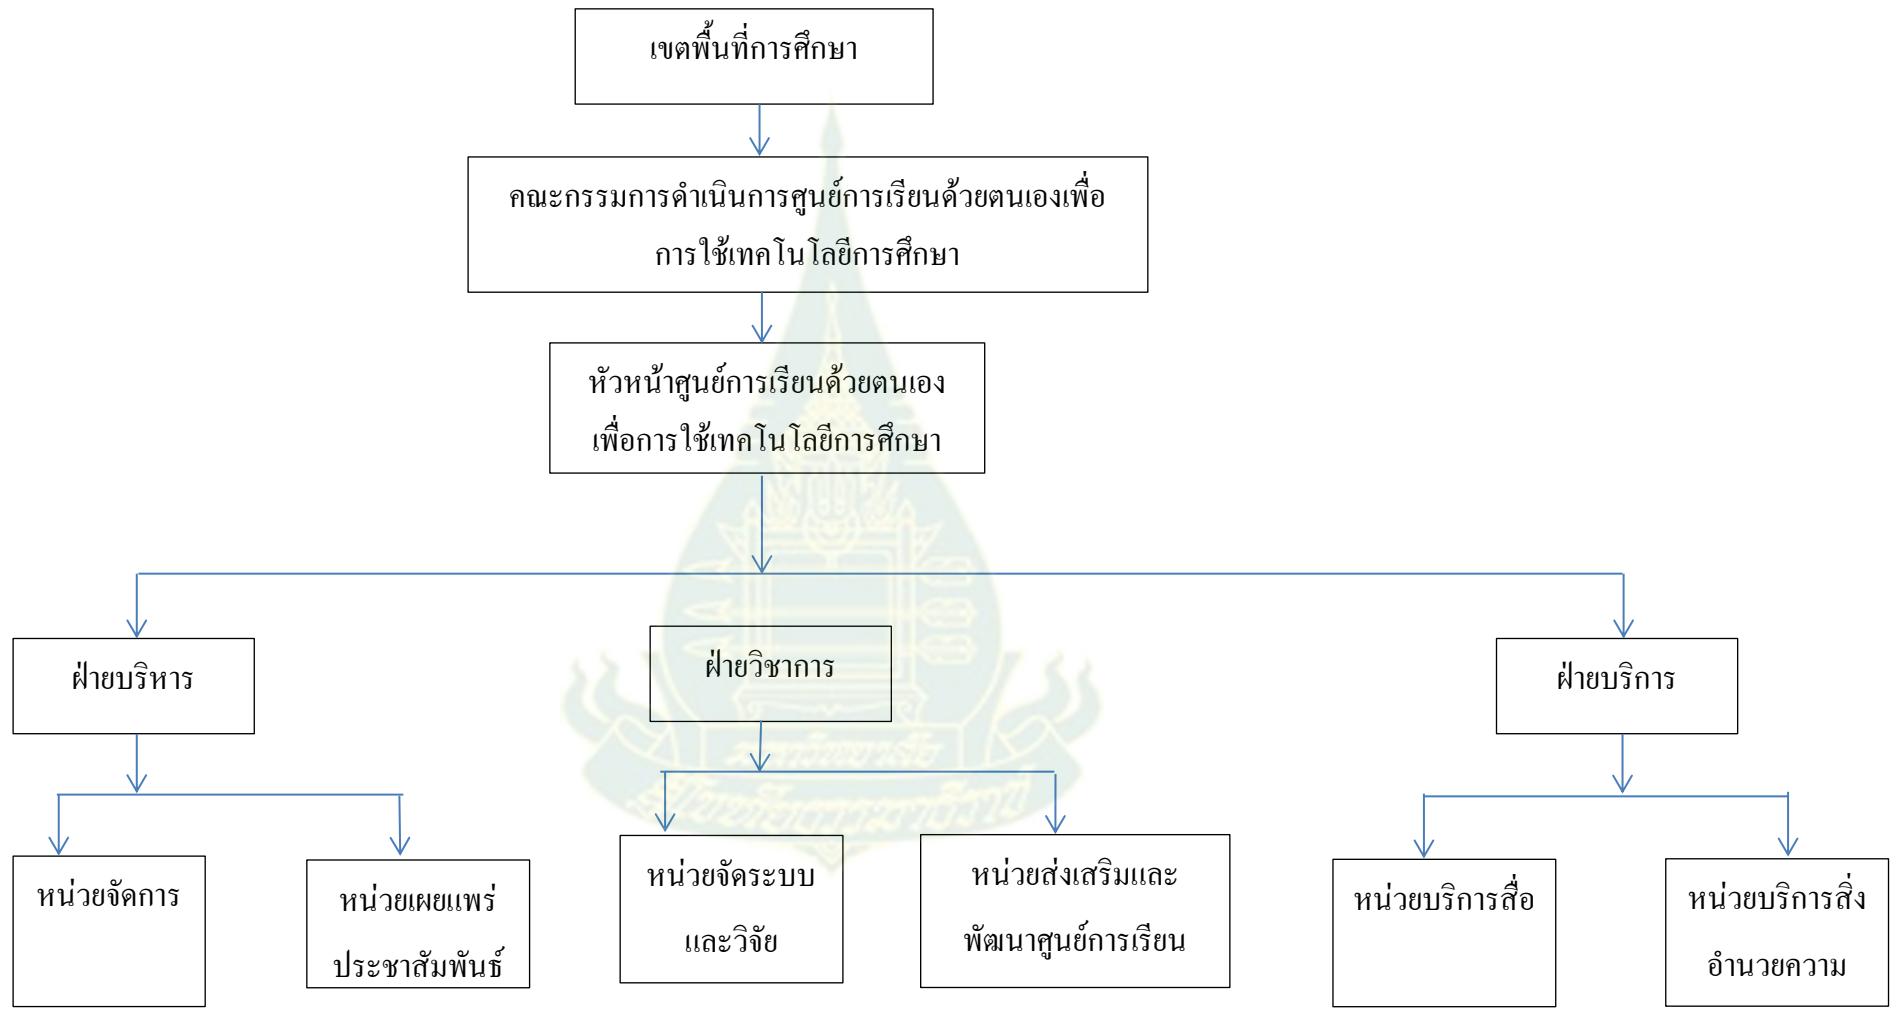 เขตพื้นที่การศึกษา
คณะกรรมการดำเนินการศูนย์การเรียนด้วยตนเองเพื่อ
การใช้เทคโนโลยีการศึกษา
หัวหน้าศูนย์การเรียนด้วยตนเอง
เพื่อการใช้เทคโนโลยีการศึกษา
ฝ่ายบริหาร
ฝ่ายวิชาการ
ฝ่ายบริการ
หน่วยจัดการ
หน่วยเผยแพร่
ประชาสัมพันธ์
หน่วยจัดระบบ
และวิจัย
หน่วยส่งเสริมและ
พัฒนาศูนย์การเรียน
หน่วยบริการสื่อ
หน่วยบริการสิ่ง
อำนวยความ